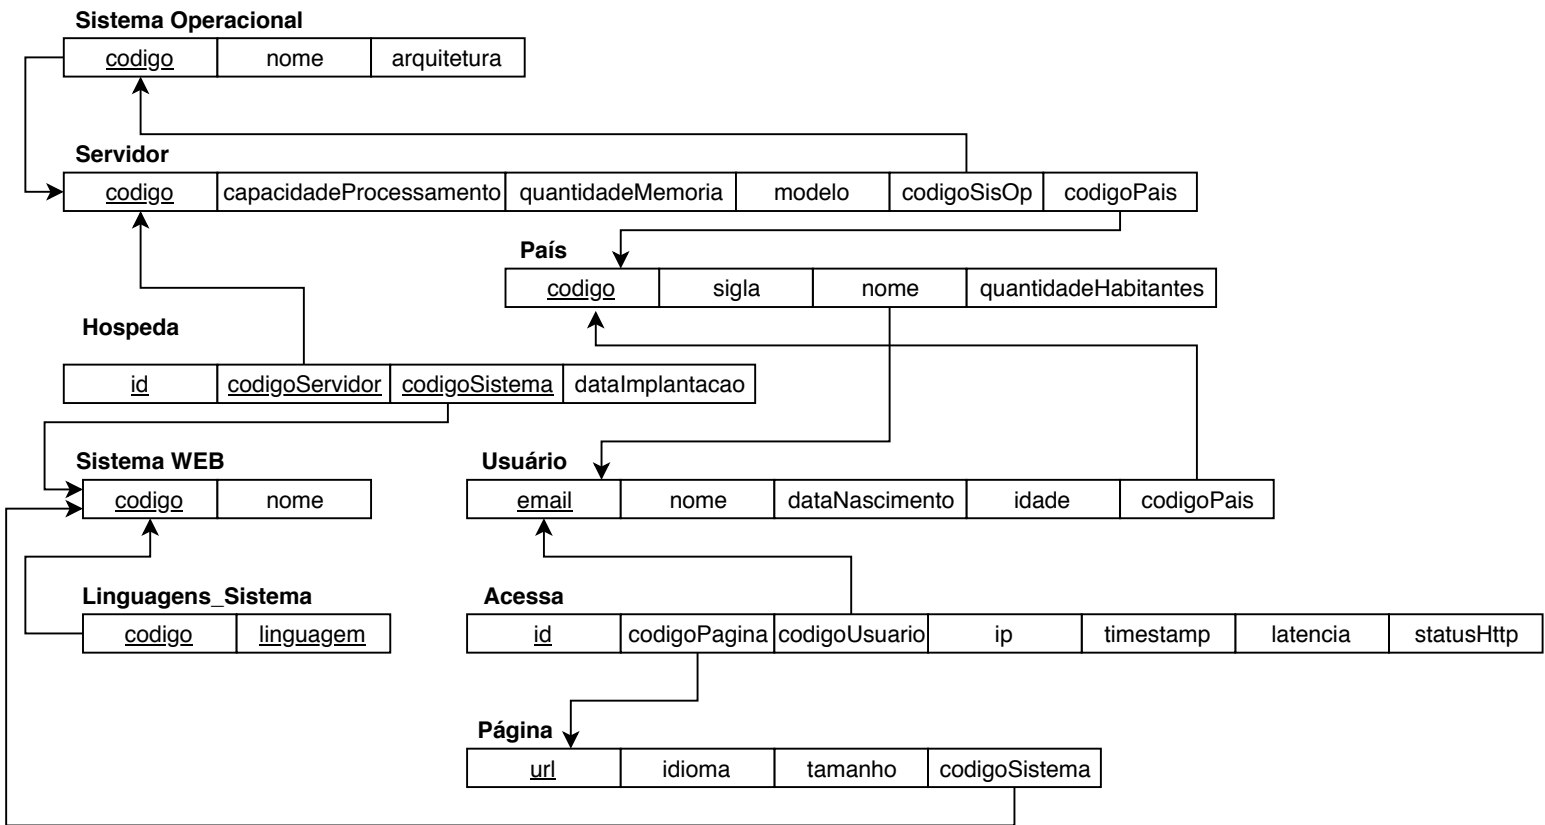 Sistema Operacional
codigo nome arquitetura
Servidor
codigo capacidadeProcessamento quantidadeMemoria modelo codigoSisOp codigoPais
País
codigo sigla nome quantidadeHabitantes
Hospeda
id codigoServidor codigoSistema dataImplantacao
Sistema WEB
codigo nome
Usuário
email nome dataNascimento idade codigoPais
Linguagens_Sistema
codigo linguagem
Acessa
id codigoPagina codigoUsuario ip timestamp latencia statusHttp
Página
url idioma tamanho codigoSistema